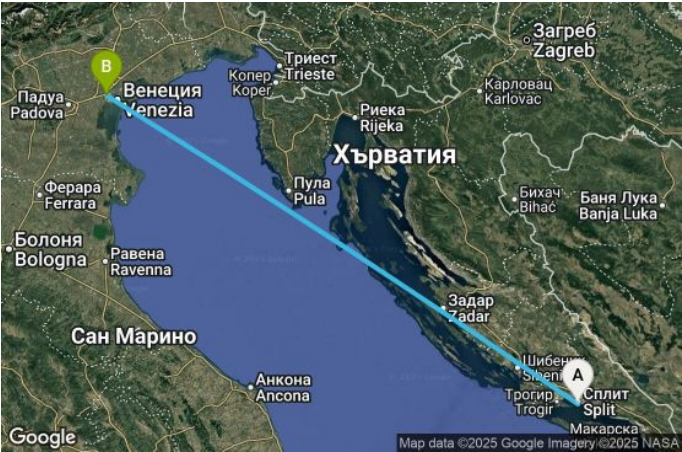 Загреб
Zagreb
Триест
Trieste
Копер
Koper
B
Венеция
Venezia
Падуа
Padova
Карловац
Karlovac
Риека
Rijeka
Хърватия
Пула
Pula
Ферара
Ferrara
Бихач
Bihać
Баня Лука
Banja Luka
Болоня
Bologna
Равена
Ravenna
Задар
Zadar
Сан Марино
Анкона
Ancona
A
Трогир
Trogir
Сплит
Split
Макарска
Google
Map data ©2025 Google Imagery ©2025 NASA